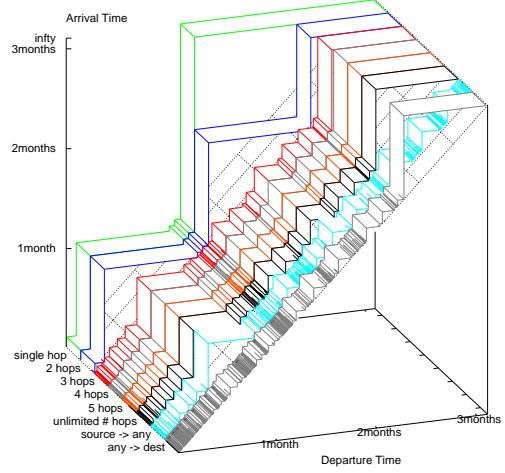 Arrival Time
infty
3months
2months
1month
single hop
2 hops
3 hops
4 hops
5 hops
unlimited # hops
source -> any
any -> dest
1month
2months
3months
Departure Time